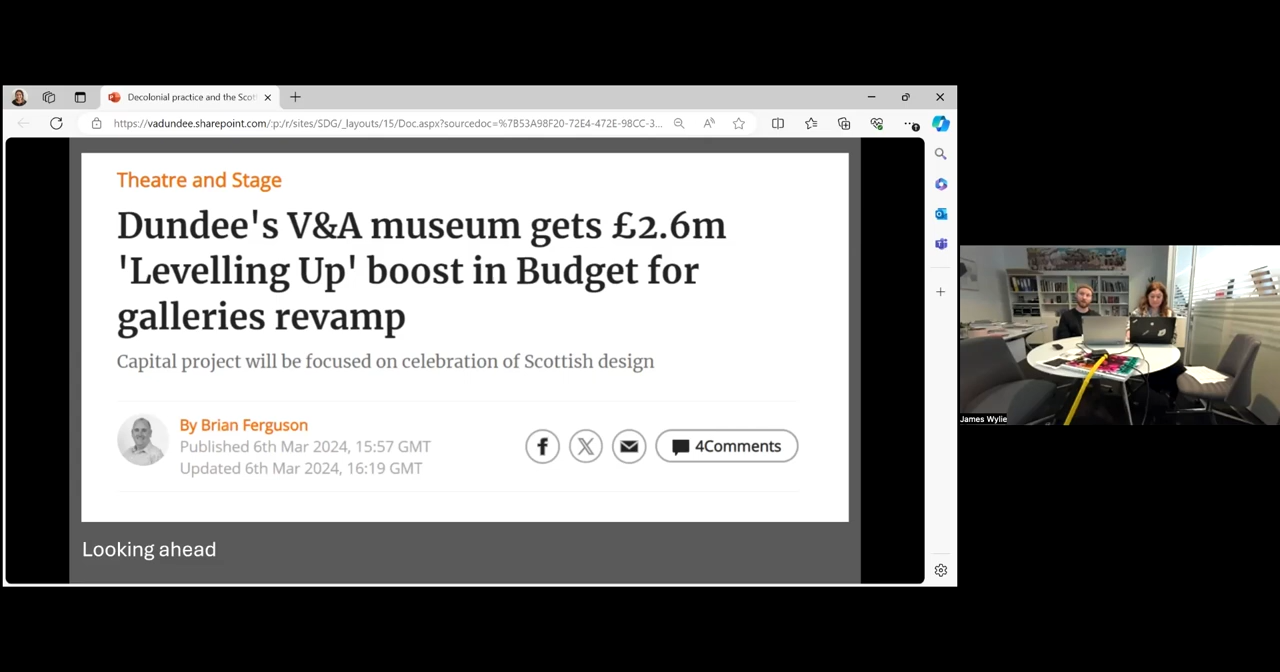 Decolonial practice and the Scot
https://vadundee.sharepoint.com/:p:/r/sites/SDG/_layouts/15/Doc.aspx?sourcedoc=%7B53A98F20-72E4-472E-98CC-3...
Theatre and Stage
Dundee's V&A museum gets £2.6m
'Levelling Up' boost in Budget for
galleries revamp
Capital project will be focused on celebration of Scottish design
By Brian Ferguson
Published 6th Mar 2024, 15:57 GMT
Updated 6th Mar 2024, 16:19 GMT
4Comments
Looking ahead
James Wylie